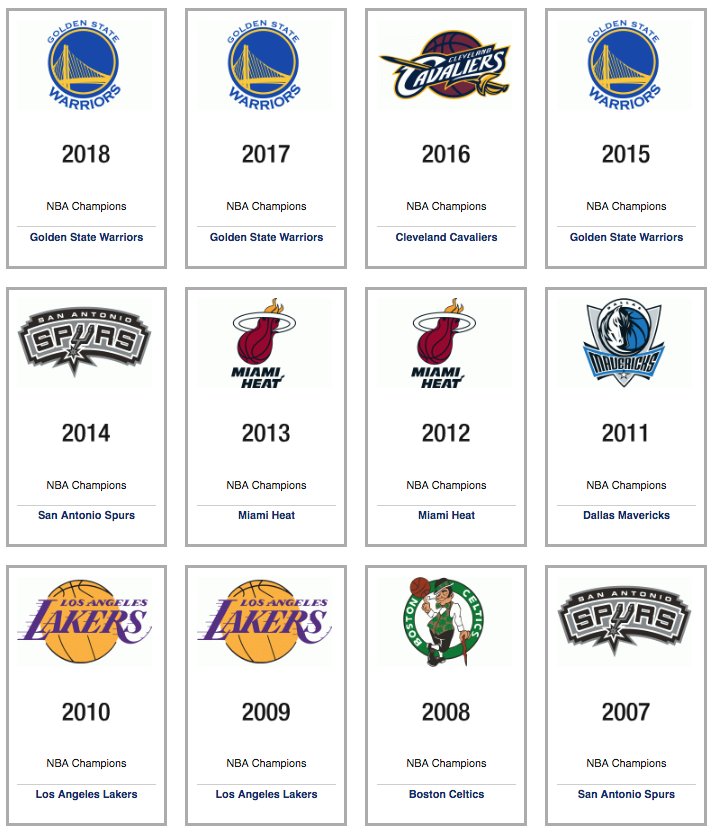 GOLDEN STATE
WARRIORS
2018
NBA Champions
Golden State Warriors
GOLDEN STATE
WARRIORS
2017
NBA Champions
Golden State Warriors
CLEVELAND
CAVALIERS
2016
NBA Champions
Cleveland Cavaliers
GOLDEN STATE
WARRIORS
2015
NBA Champions
Golden State Warriors
SAN ANTONIO
SPURS
2014
NBA Champions
San Antonio Spurs
MIAMI
HEAT
2013
NBA Champions
Miami Heat
MIAMI
HEAT
2012
NBA Champions
Miami Heat
DALLAS
MAVERICKS
2011
NBA Champions
Dallas Mavericks
LOS ANGELES
LAKERS
2010
NBA Champions
Los Angeles Lakers
LOS ANGELES
LAKERS
2009
NBA Champions
Los Angeles Lakers
BOSTON
CELTICS
2008
NBA Champions
Boston Celtics
SAN ANTONIO
SPURS
2007
NBA Champions
San Antonio Spurs